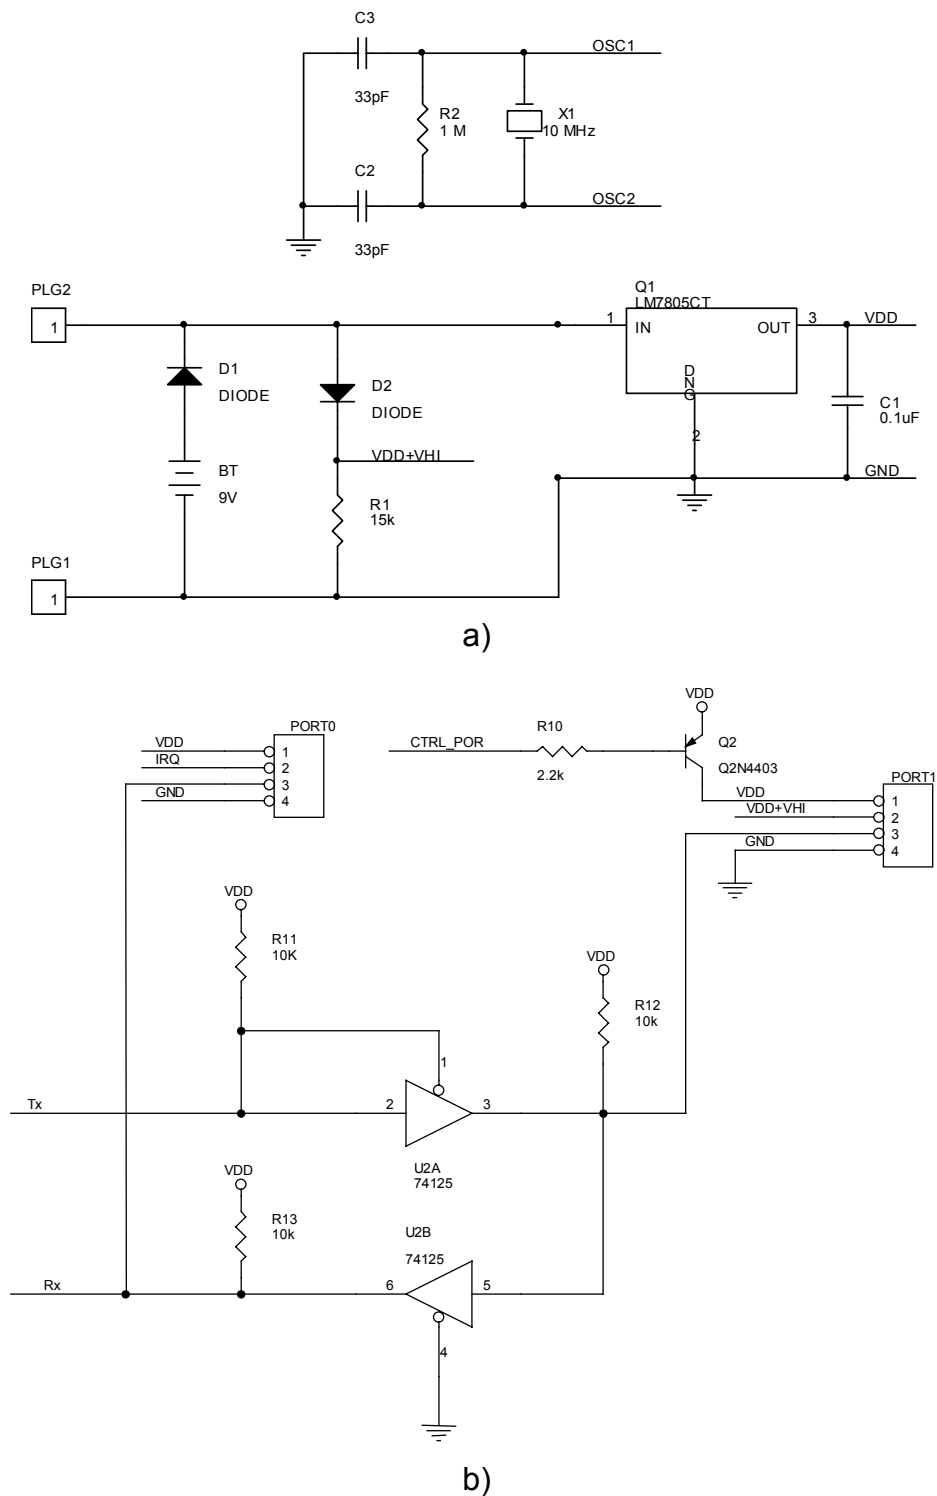 C3
OSC1
33pF
R2
1 M
X1
10 MHz
C2
OSC2
33pF
PLG2
1
Q1
LM7805CT
1
IN
OUT
3
VDD
D1
DIODE
D2
DIODE
GND
C1
0.1uF
2
VDD+VHI
BT
9V
R1
15k
GND
PLG1
1
a)
VDD
PORT0
R10
VDD
1
CTRL_POR
Q2
IRQ
2
2.2k
Q2N4403
3
GND
4
PORT1
VDD
1
VDD+VHI
2
3
GND
4
VDD
R11
10K
VDD
R12
10k
1
Tx
2
3
U2A
74125
VDD
R13
10k
U2B
74125
Rx
6
5
4
b)